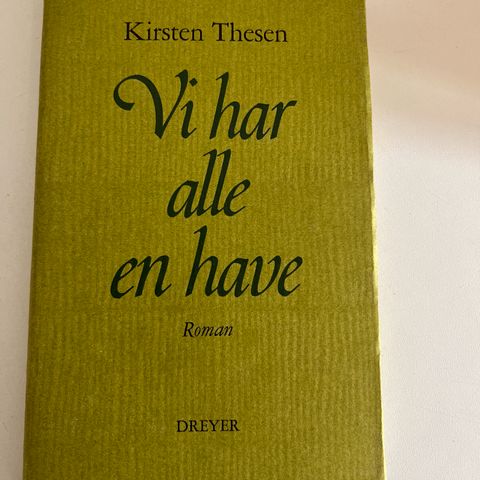 Kirsten Thesen
Vi har
alle
en have
Roman
DREYER